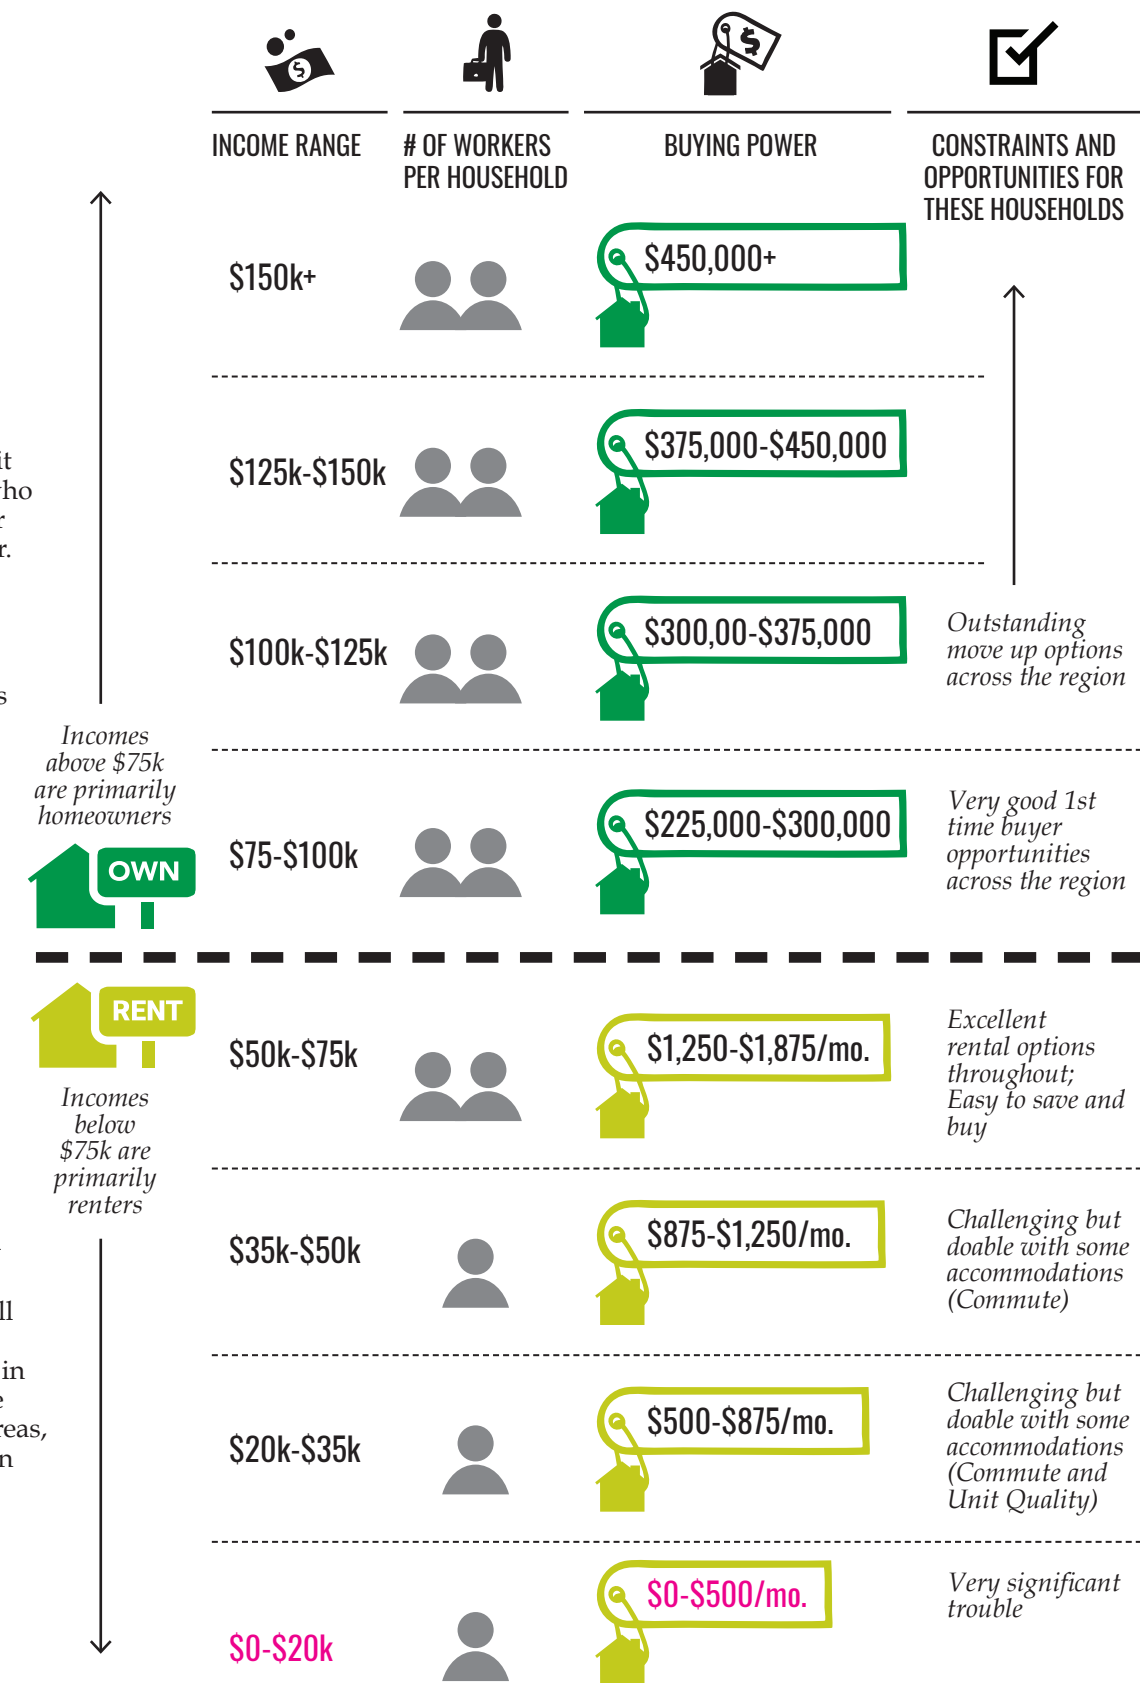 INCOME RANGE
# OF WORKERS
PER HOUSEHOLD
BUYING POWER
CONSTRAINTS AND
OPPORTUNITIES FOR
THESE HOUSEHOLDS
$150k+
$450,000+
$125k-$150k
$375,000-$450,000
it
who
r
r.
$100k-$125k
$300,00-$375,000
Outstanding
move up options
across the region
s
Incomes
above $75k
are primarily
homeowners
OWN
$75-$100k
$225,000-$300,000
Very good 1st
time buyer
opportunities
across the region
RENT
Incomes
below
$75k are
primarily
renters
$50k-$75k
$1,250-$1,875/mo.
Excellent
rental options
throughout;
Easy to save and
buy
$35k-$50k
$875-$1,250/mo.
Challenging but
doable with some
accommodations
(Commute)
ll
in
e
reas,
n
$20k-$35k
$500-$875/mo.
Challenging but
doable with some
accommodations
(Commute and
Unit Quality)
$0-$20k
$0-$500/mo.
Very significant
trouble